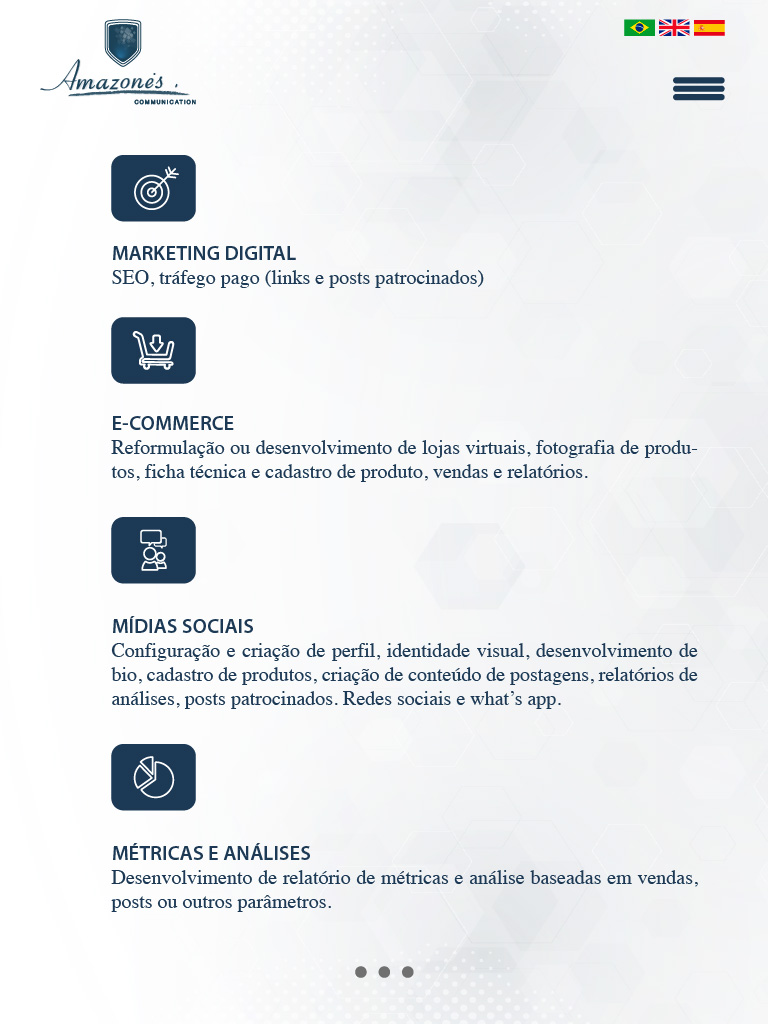 Amazone's
COMMUNICATION
MARKETING DIGITAL
SEO, tráfego pago (links e posts patrocinados)
E-COMMERCE
Reformulação ou desenvolvimento de lojas virtuais, fotografia de produ-
tos, ficha técnica e cadastro de produto, vendas e relatórios.
MÍDIAS SOCIAIS
Configuração e criação de perfil, identidade visual, desenvolvimento de
bio, cadastro de produtos, criação de conteúdo de postagens, relatórios de
análises, posts patrocinados. Redes sociais e what’s app.
MÉTRICAS E ANÁLISES
Desenvolvimento de relatório de métricas e análise baseadas em vendas,
posts ou outros parâmetros.